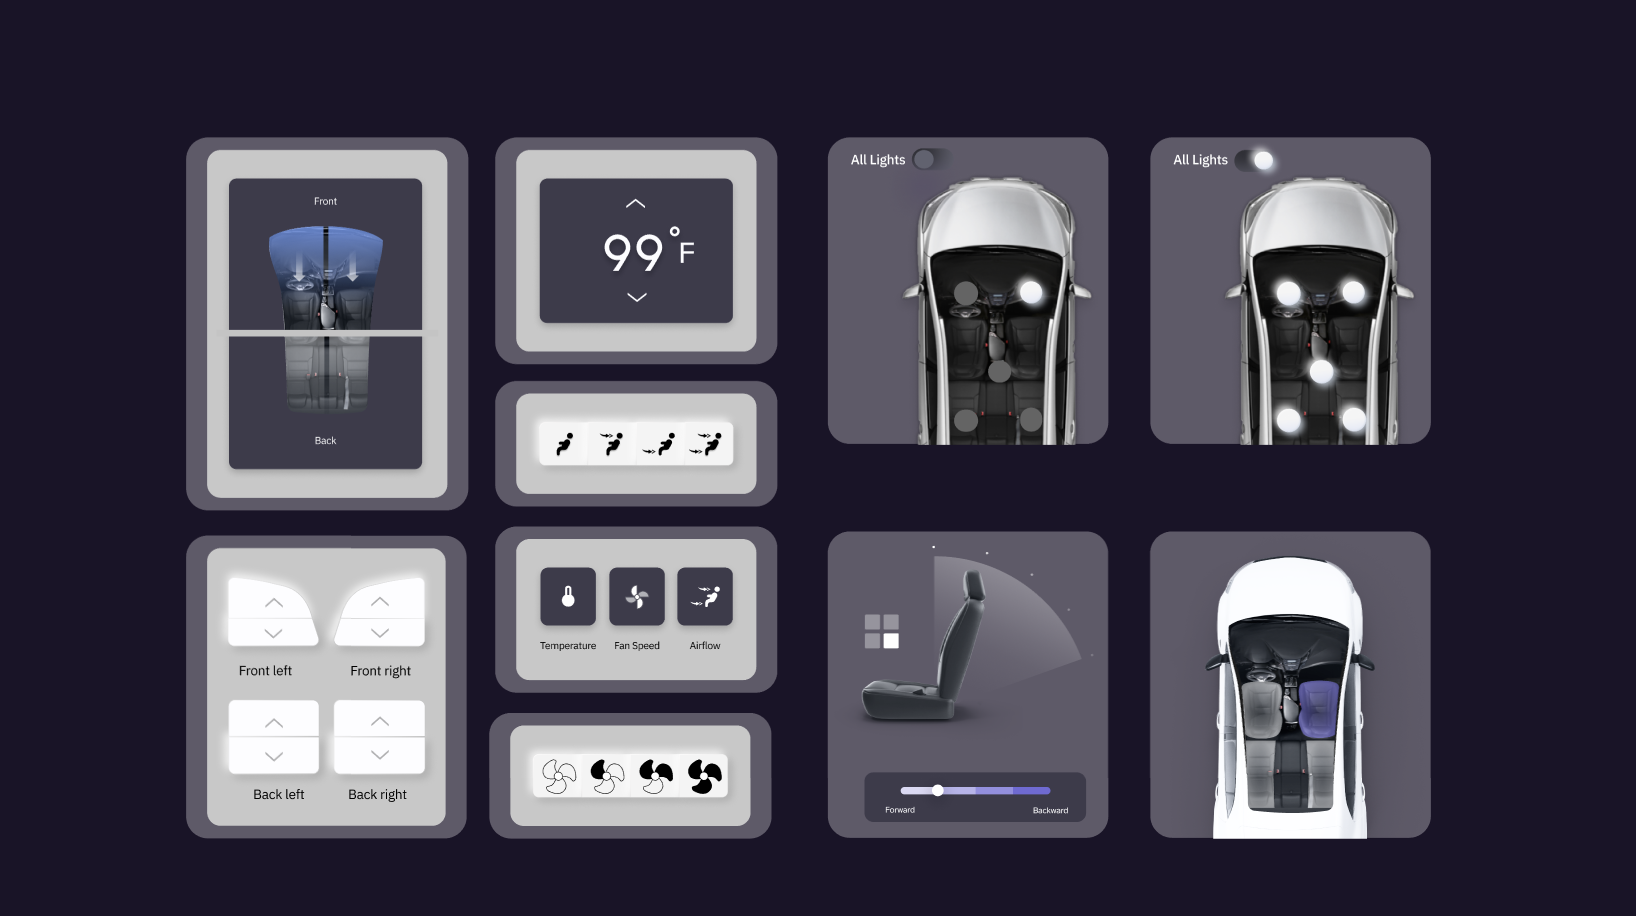 Front
Back
99°F
All Lights
All Lights
Front left
Front right
Back left
Back right
Temperature
Fan Speed
Airflow
Forward
Backward